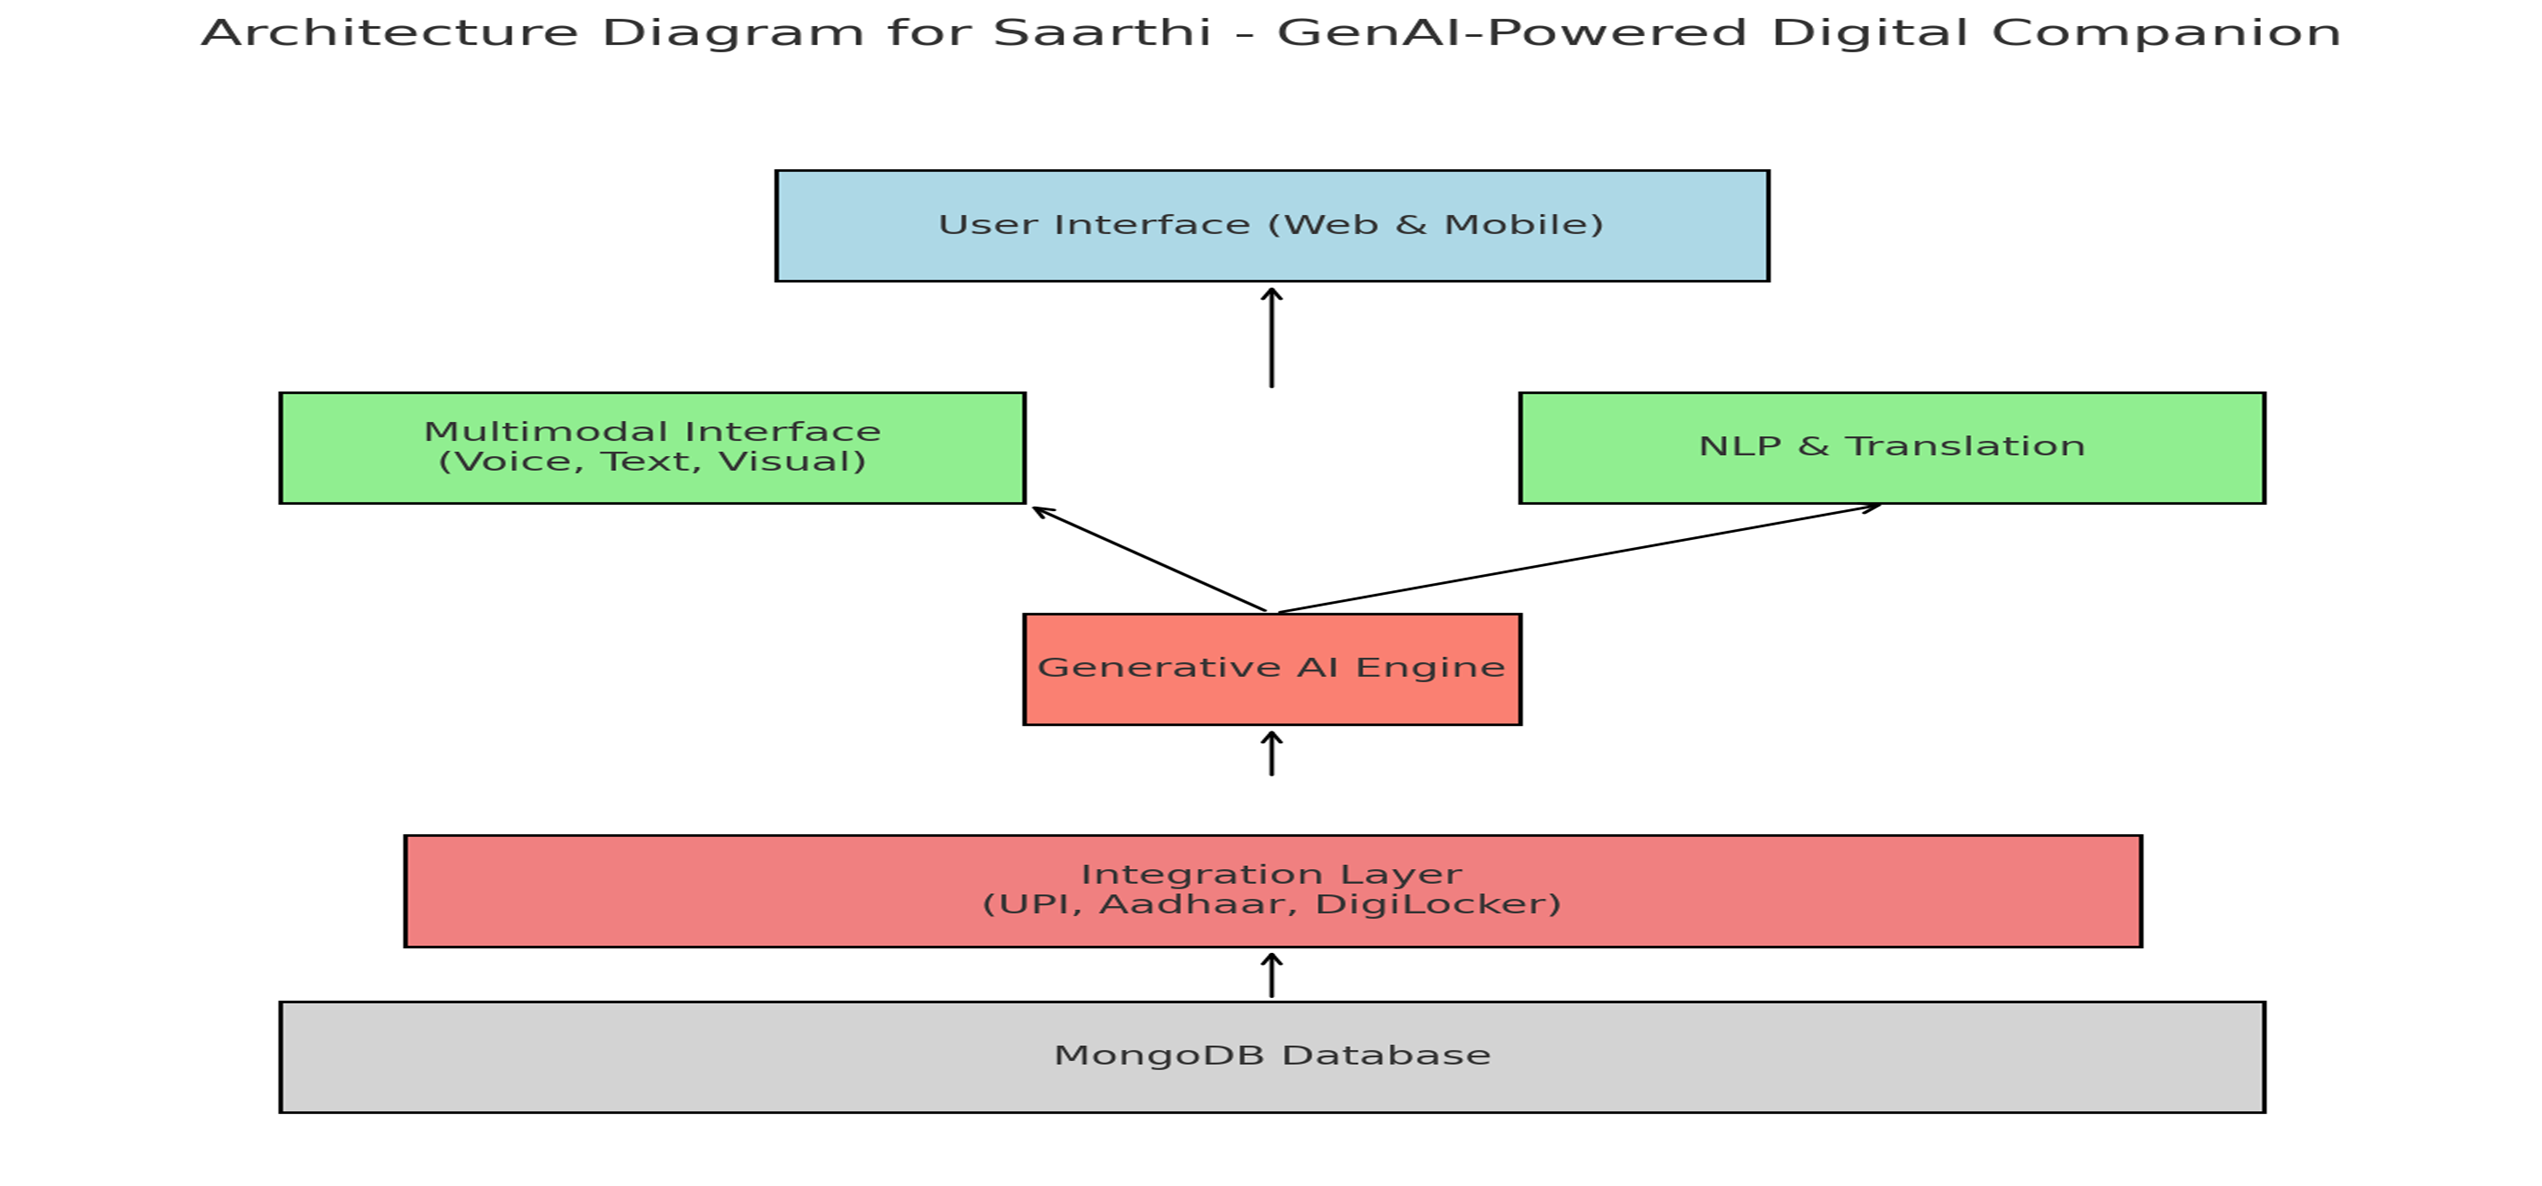 Architecture Diagram for Saarthi - GenAI-Powered Digital Companion
User Interface (Web & Mobile)
Multimodal Interface
(Voice, Text, Visual)
NLP & Translation
Generative AI Engine
Integration Layer
(UPI, Aadhaar, DigiLocker)
MongoDB Database